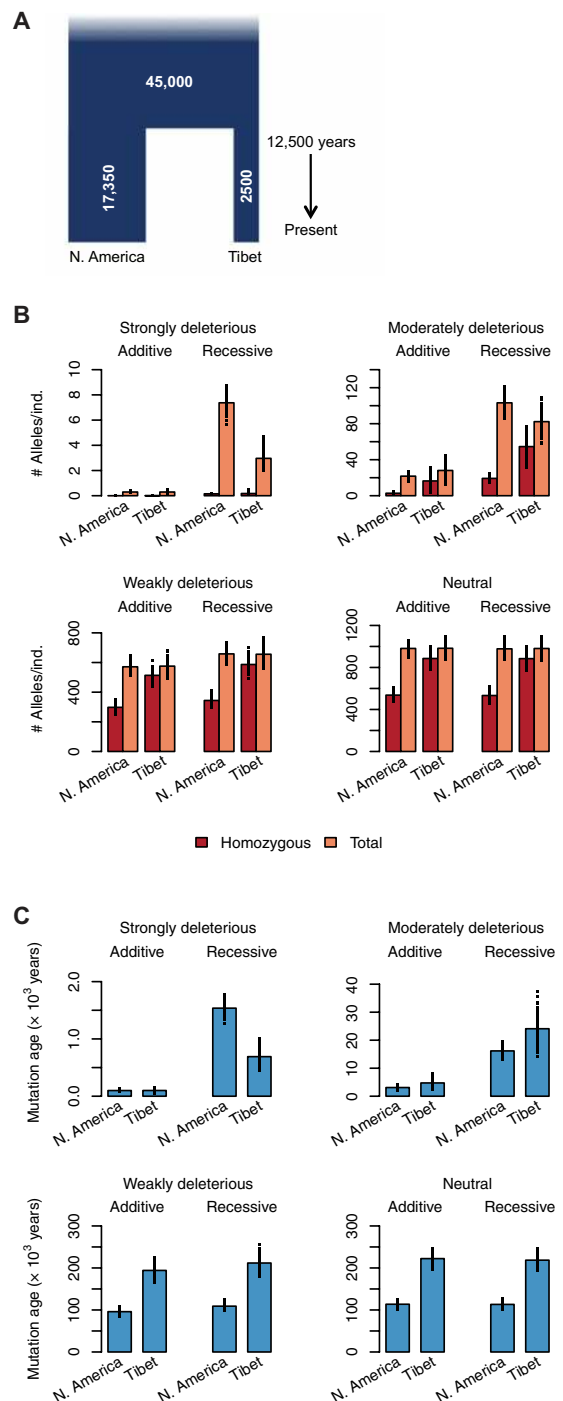 A
45,000
17,350
2500
12,500 years
Present
N. America
Tibet
B
Strongly deleterious
Additive Recessive
# Alleles/ind.
0 2 4 6 8 10
N. America Tibet N. America Tibet
Moderately deleterious
Additive Recessive
0 40 80 120
N. America Tibet N. America Tibet
Weakly deleterious
Additive Recessive
# Alleles/ind.
0 400 800
N. America Tibet N. America Tibet
Neutral
Additive Recessive
0 400 800 1200
N. America Tibet N. America Tibet
Homozygous Total
C
Strongly deleterious
Additive Recessive
Mutation age (× 10³ years)
0.0 1.0 2.0
N. America Tibet N. America Tibet
Moderately deleterious
Additive Recessive
0 10 20 30 40
N. America Tibet N. America Tibet
Weakly deleterious
Additive Recessive
Mutation age (× 10³ years)
0 100 200 300
N. America Tibet N. America Tibet
Neutral
Additive Recessive
0 100 200 300
N. America Tibet N. America Tibet